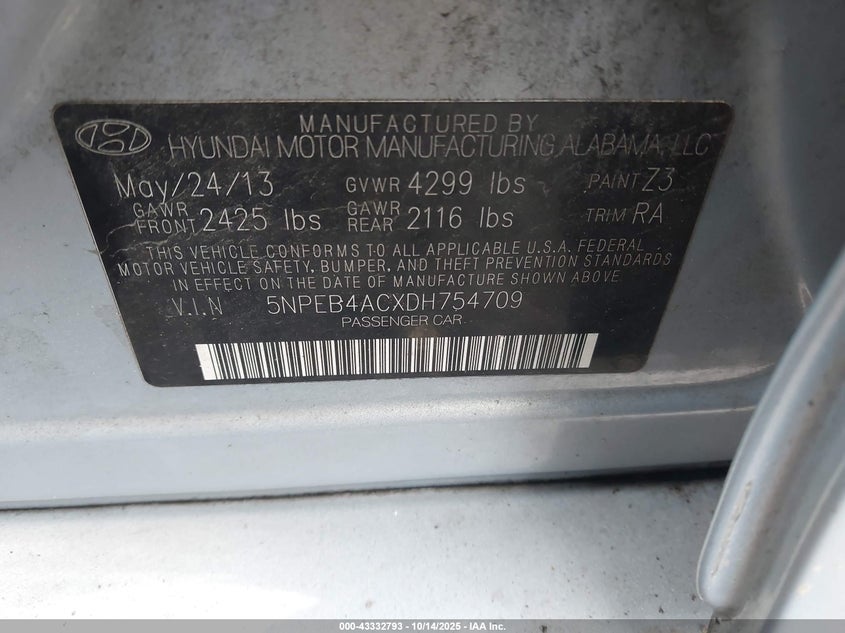 MANUFACTURED BY
HYUNDAI MOTOR MANUFACTURING ALABAMA, LLC
May/24/13 GVWR 4299 lbs PAINT Z3
GAWR FRONT 2425 lbs GAWR REAR 2116 lbs TRIM RA
THIS VEHICLE CONFORMS TO ALL APPLICABLE U.S.A. FEDERAL
MOTOR VEHICLE SAFETY, BUMPER, AND THEFT PREVENTION STANDARDS
IN EFFECT ON THE DATE OF MANUFACTURE SHOWN ABOVE.
V.I.N 5NPEB4ACXDH754709
PASSENGER CAR
000-43332793 - 10/14/2025 - IAA Inc.